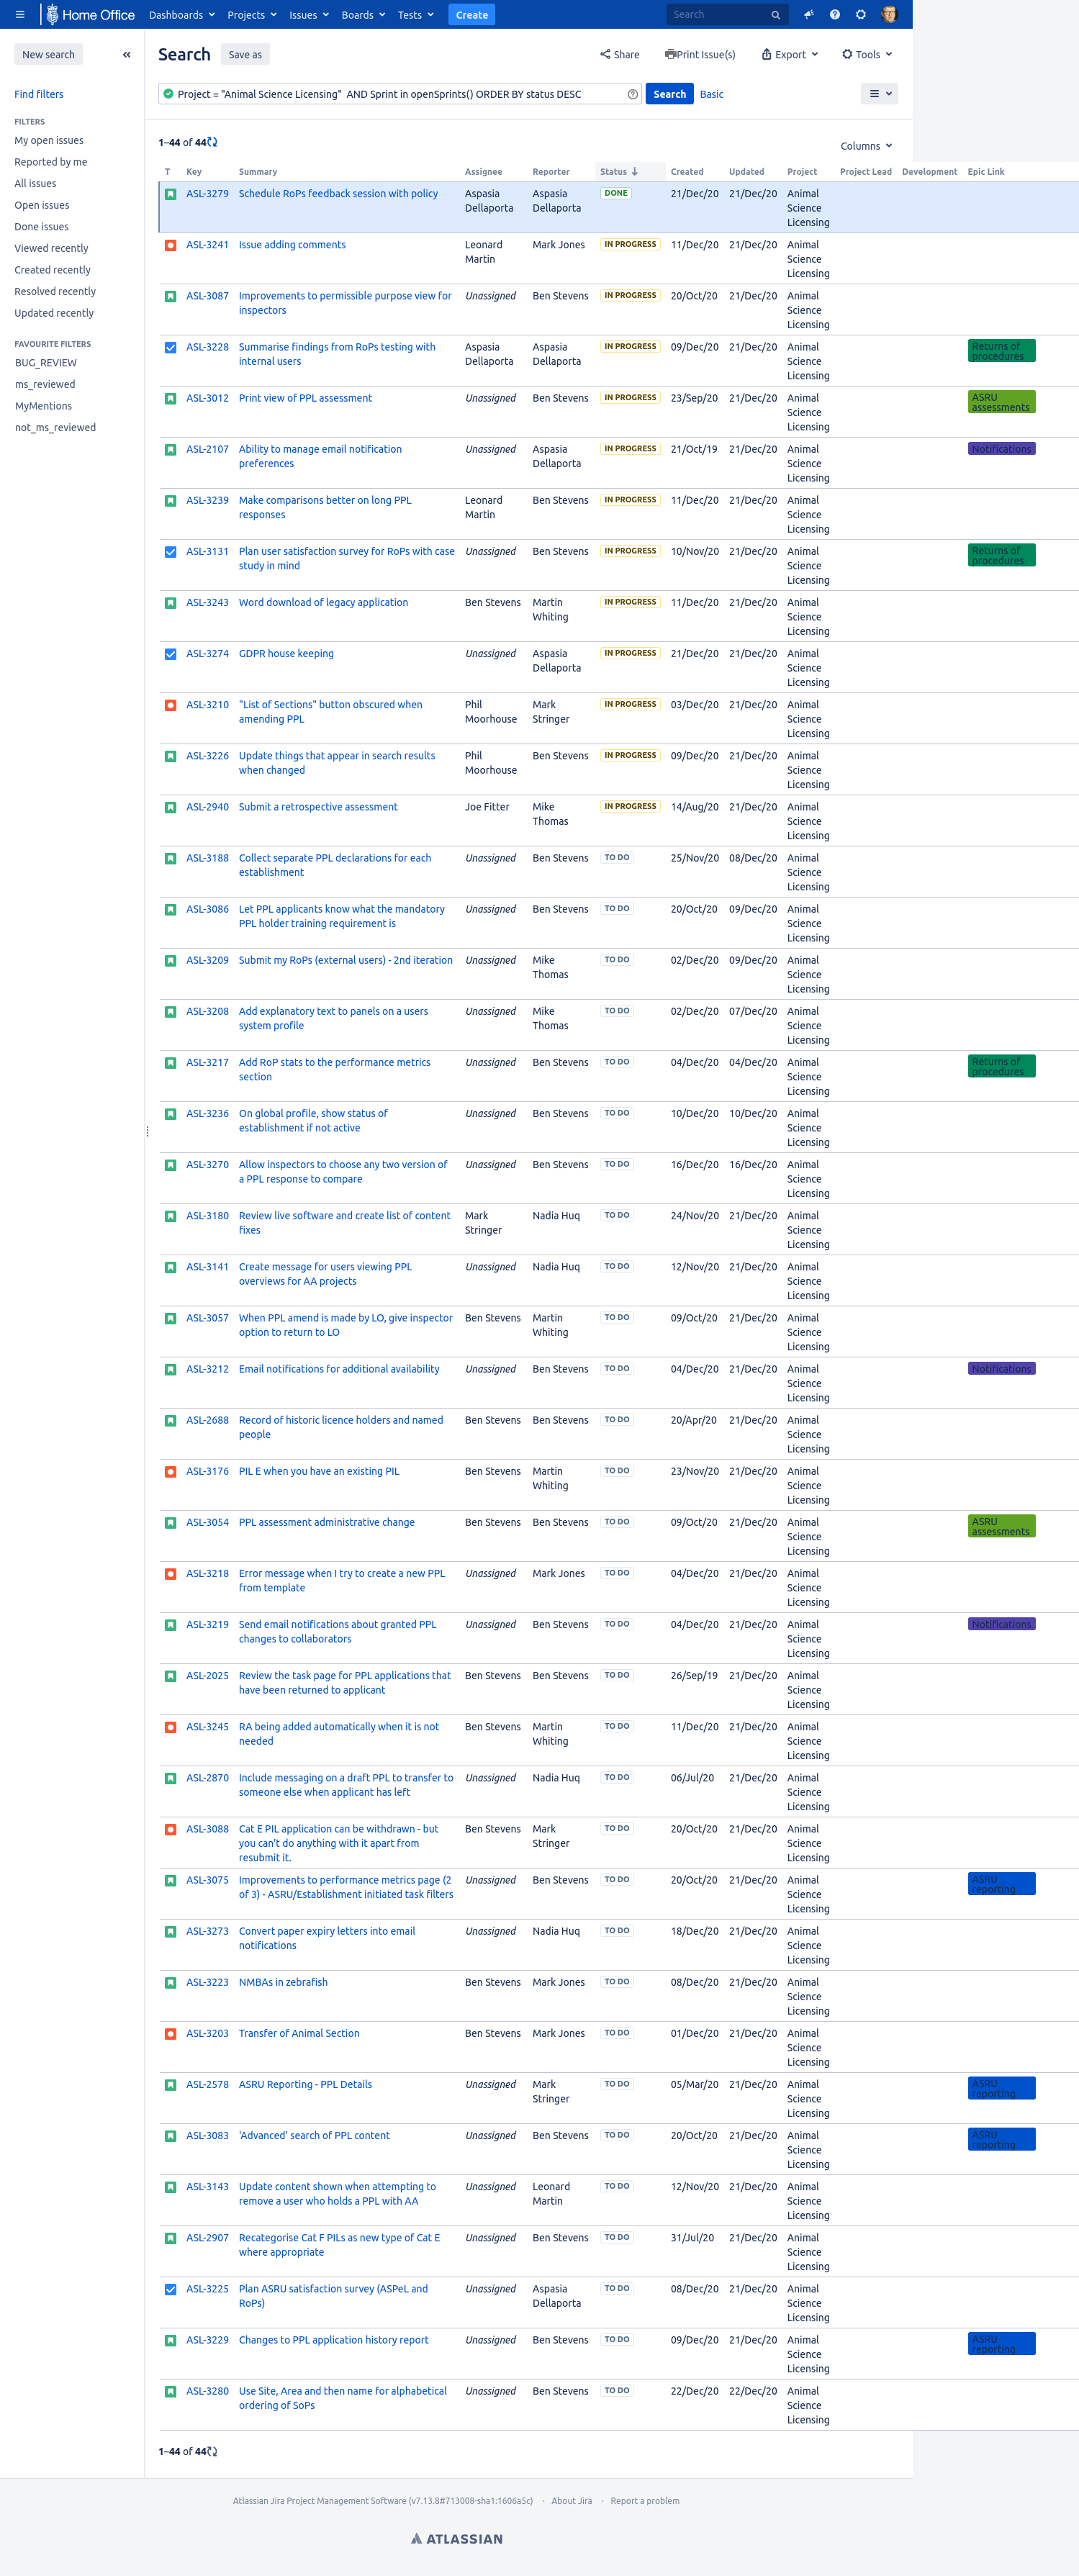 Home Office Dashboards Projects Issues Boards Tests Create Search
New search
Search Save as Share Print Issue(s) Export Tools
Find filters
Project = "Animal Science Licensing" AND Sprint in openSprints() ORDER BY status DESC Search Basic
FILTERS
My open issues
Reported by me
All issues
Open issues
Done issues
Viewed recently
Created recently
Resolved recently
Updated recently
FAVOURITE FILTERS
BUG_REVIEW
ms_reviewed
MyMentions
not_ms_reviewed
1–44 of 44
Columns
T Key Summary Assignee Reporter Status Created Updated Project Project Lead Development Epic Link
ASL-3279 Schedule RoPs feedback session with policy Aspasia Dellaporta Aspasia Dellaporta DONE 21/Dec/20 21/Dec/20 Animal Science Licensing
ASL-3241 Issue adding comments Leonard Martin Mark Jones IN PROGRESS 11/Dec/20 21/Dec/20 Animal Science Licensing
ASL-3087 Improvements to permissible purpose view for inspectors Unassigned Ben Stevens IN PROGRESS 20/Oct/20 21/Dec/20 Animal Science Licensing
ASL-3228 Summarise findings from RoPs testing with internal users Aspasia Dellaporta Aspasia Dellaporta IN PROGRESS 09/Dec/20 21/Dec/20 Animal Science Licensing Returns of procedures
ASL-3012 Print view of PPL assessment Unassigned Ben Stevens IN PROGRESS 23/Sep/20 21/Dec/20 Animal Science Licensing ASRU assessments
ASL-2107 Ability to manage email notification preferences Unassigned Aspasia Dellaporta IN PROGRESS 21/Oct/19 21/Dec/20 Animal Science Licensing Notifications
ASL-3239 Make comparisons better on long PPL responses Leonard Martin Ben Stevens IN PROGRESS 11/Dec/20 21/Dec/20 Animal Science Licensing
ASL-3131 Plan user satisfaction survey for RoPs with case study in mind Unassigned Ben Stevens IN PROGRESS 10/Nov/20 21/Dec/20 Animal Science Licensing Returns of procedures
ASL-3243 Word download of legacy application Ben Stevens Martin Whiting IN PROGRESS 11/Dec/20 21/Dec/20 Animal Science Licensing
ASL-3274 GDPR house keeping Unassigned Aspasia Dellaporta IN PROGRESS 21/Dec/20 21/Dec/20 Animal Science Licensing
ASL-3210 "List of Sections" button obscured when amending PPL Phil Moorhouse Mark Stringer IN PROGRESS 03/Dec/20 21/Dec/20 Animal Science Licensing
ASL-3226 Update things that appear in search results when changed Phil Moorhouse Ben Stevens IN PROGRESS 09/Dec/20 21/Dec/20 Animal Science Licensing
ASL-2940 Submit a retrospective assessment Joe Fitter Mike Thomas IN PROGRESS 14/Aug/20 21/Dec/20 Animal Science Licensing
ASL-3188 Collect separate PPL declarations for each establishment Unassigned Ben Stevens TO DO 25/Nov/20 08/Dec/20 Animal Science Licensing
ASL-3086 Let PPL applicants know what the mandatory PPL holder training requirement is Unassigned Ben Stevens TO DO 20/Oct/20 09/Dec/20 Animal Science Licensing
ASL-3209 Submit my RoPs (external users) - 2nd iteration Unassigned Mike Thomas TO DO 02/Dec/20 09/Dec/20 Animal Science Licensing
ASL-3208 Add explanatory text to panels on a users system profile Unassigned Mike Thomas TO DO 02/Dec/20 07/Dec/20 Animal Science Licensing
ASL-3217 Add RoP stats to the performance metrics section Unassigned Ben Stevens TO DO 04/Dec/20 04/Dec/20 Animal Science Licensing Returns of procedures
ASL-3236 On global profile, show status of establishment if not active Unassigned Ben Stevens TO DO 10/Dec/20 10/Dec/20 Animal Science Licensing
ASL-3270 Allow inspectors to choose any two version of a PPL response to compare Unassigned Ben Stevens TO DO 16/Dec/20 16/Dec/20 Animal Science Licensing
ASL-3180 Review live software and create list of content fixes Mark Stringer Nadia Huq TO DO 24/Nov/20 21/Dec/20 Animal Science Licensing
ASL-3141 Create message for users viewing PPL overviews for AA projects Unassigned Nadia Huq TO DO 12/Nov/20 21/Dec/20 Animal Science Licensing
ASL-3057 When PPL amend is made by LO, give inspector option to return to LO Ben Stevens Martin Whiting TO DO 09/Oct/20 21/Dec/20 Animal Science Licensing
ASL-3212 Email notifications for additional availability Unassigned Ben Stevens TO DO 04/Dec/20 21/Dec/20 Animal Science Licensing Notifications
ASL-2688 Record of historic licence holders and named people Ben Stevens Ben Stevens TO DO 20/Apr/20 21/Dec/20 Animal Science Licensing
ASL-3176 PIL E when you have an existing PIL Ben Stevens Martin Whiting TO DO 23/Nov/20 21/Dec/20 Animal Science Licensing
ASL-3054 PPL assessment administrative change Ben Stevens Ben Stevens TO DO 09/Oct/20 21/Dec/20 Animal Science Licensing ASRU assessments
ASL-3218 Error message when I try to create a new PPL from template Unassigned Mark Jones TO DO 04/Dec/20 21/Dec/20 Animal Science Licensing
ASL-3219 Send email notifications about granted PPL changes to collaborators Unassigned Ben Stevens TO DO 04/Dec/20 21/Dec/20 Animal Science Licensing Notifications
ASL-2025 Review the task page for PPL applications that have been returned to applicant Ben Stevens Ben Stevens TO DO 26/Sep/19 21/Dec/20 Animal Science Licensing
ASL-3245 RA being added automatically when it is not needed Ben Stevens Martin Whiting TO DO 11/Dec/20 21/Dec/20 Animal Science Licensing
ASL-2870 Include messaging on a draft PPL to transfer to someone else when applicant has left Unassigned Nadia Huq TO DO 06/Jul/20 21/Dec/20 Animal Science Licensing
ASL-3088 Cat E PIL application can be withdrawn - but you can't do anything with it apart from resubmit it. Ben Stevens Mark Stringer TO DO 20/Oct/20 21/Dec/20 Animal Science Licensing
ASL-3075 Improvements to performance metrics page (2 of 3) - ASRU/Establishment initiated task filters Unassigned Ben Stevens TO DO 20/Oct/20 21/Dec/20 Animal Science Licensing ASRU reporting
ASL-3273 Convert paper expiry letters into email notifications Unassigned Nadia Huq TO DO 18/Dec/20 21/Dec/20 Animal Science Licensing
ASL-3223 NMBAs in zebrafish Ben Stevens Mark Jones TO DO 08/Dec/20 21/Dec/20 Animal Science Licensing
ASL-3203 Transfer of Animal Section Ben Stevens Mark Jones TO DO 01/Dec/20 21/Dec/20 Animal Science Licensing
ASL-2578 ASRU Reporting - PPL Details Unassigned Mark Stringer TO DO 05/Mar/20 21/Dec/20 Animal Science Licensing ASRU reporting
ASL-3083 'Advanced' search of PPL content Unassigned Ben Stevens TO DO 20/Oct/20 21/Dec/20 Animal Science Licensing ASRU reporting
ASL-3143 Update content shown when attempting to remove a user who holds a PPL with AA Unassigned Leonard Martin TO DO 12/Nov/20 21/Dec/20 Animal Science Licensing
ASL-2907 Recategorise Cat F PILs as new type of Cat E where appropriate Unassigned Ben Stevens TO DO 31/Jul/20 21/Dec/20 Animal Science Licensing
ASL-3225 Plan ASRU satisfaction survey (ASPeL and RoPs) Unassigned Aspasia Dellaporta TO DO 08/Dec/20 21/Dec/20 Animal Science Licensing
ASL-3229 Changes to PPL application history report Unassigned Ben Stevens TO DO 09/Dec/20 21/Dec/20 Animal Science Licensing ASRU reporting
ASL-3280 Use Site, Area and then name for alphabetical ordering of SoPs Unassigned Ben Stevens TO DO 22/Dec/20 22/Dec/20 Animal Science Licensing
1–44 of 44
Atlassian Jira Project Management Software (v7.13.8#713008-sha1:1606a5c) · About Jira · Report a problem
ATLASSIAN